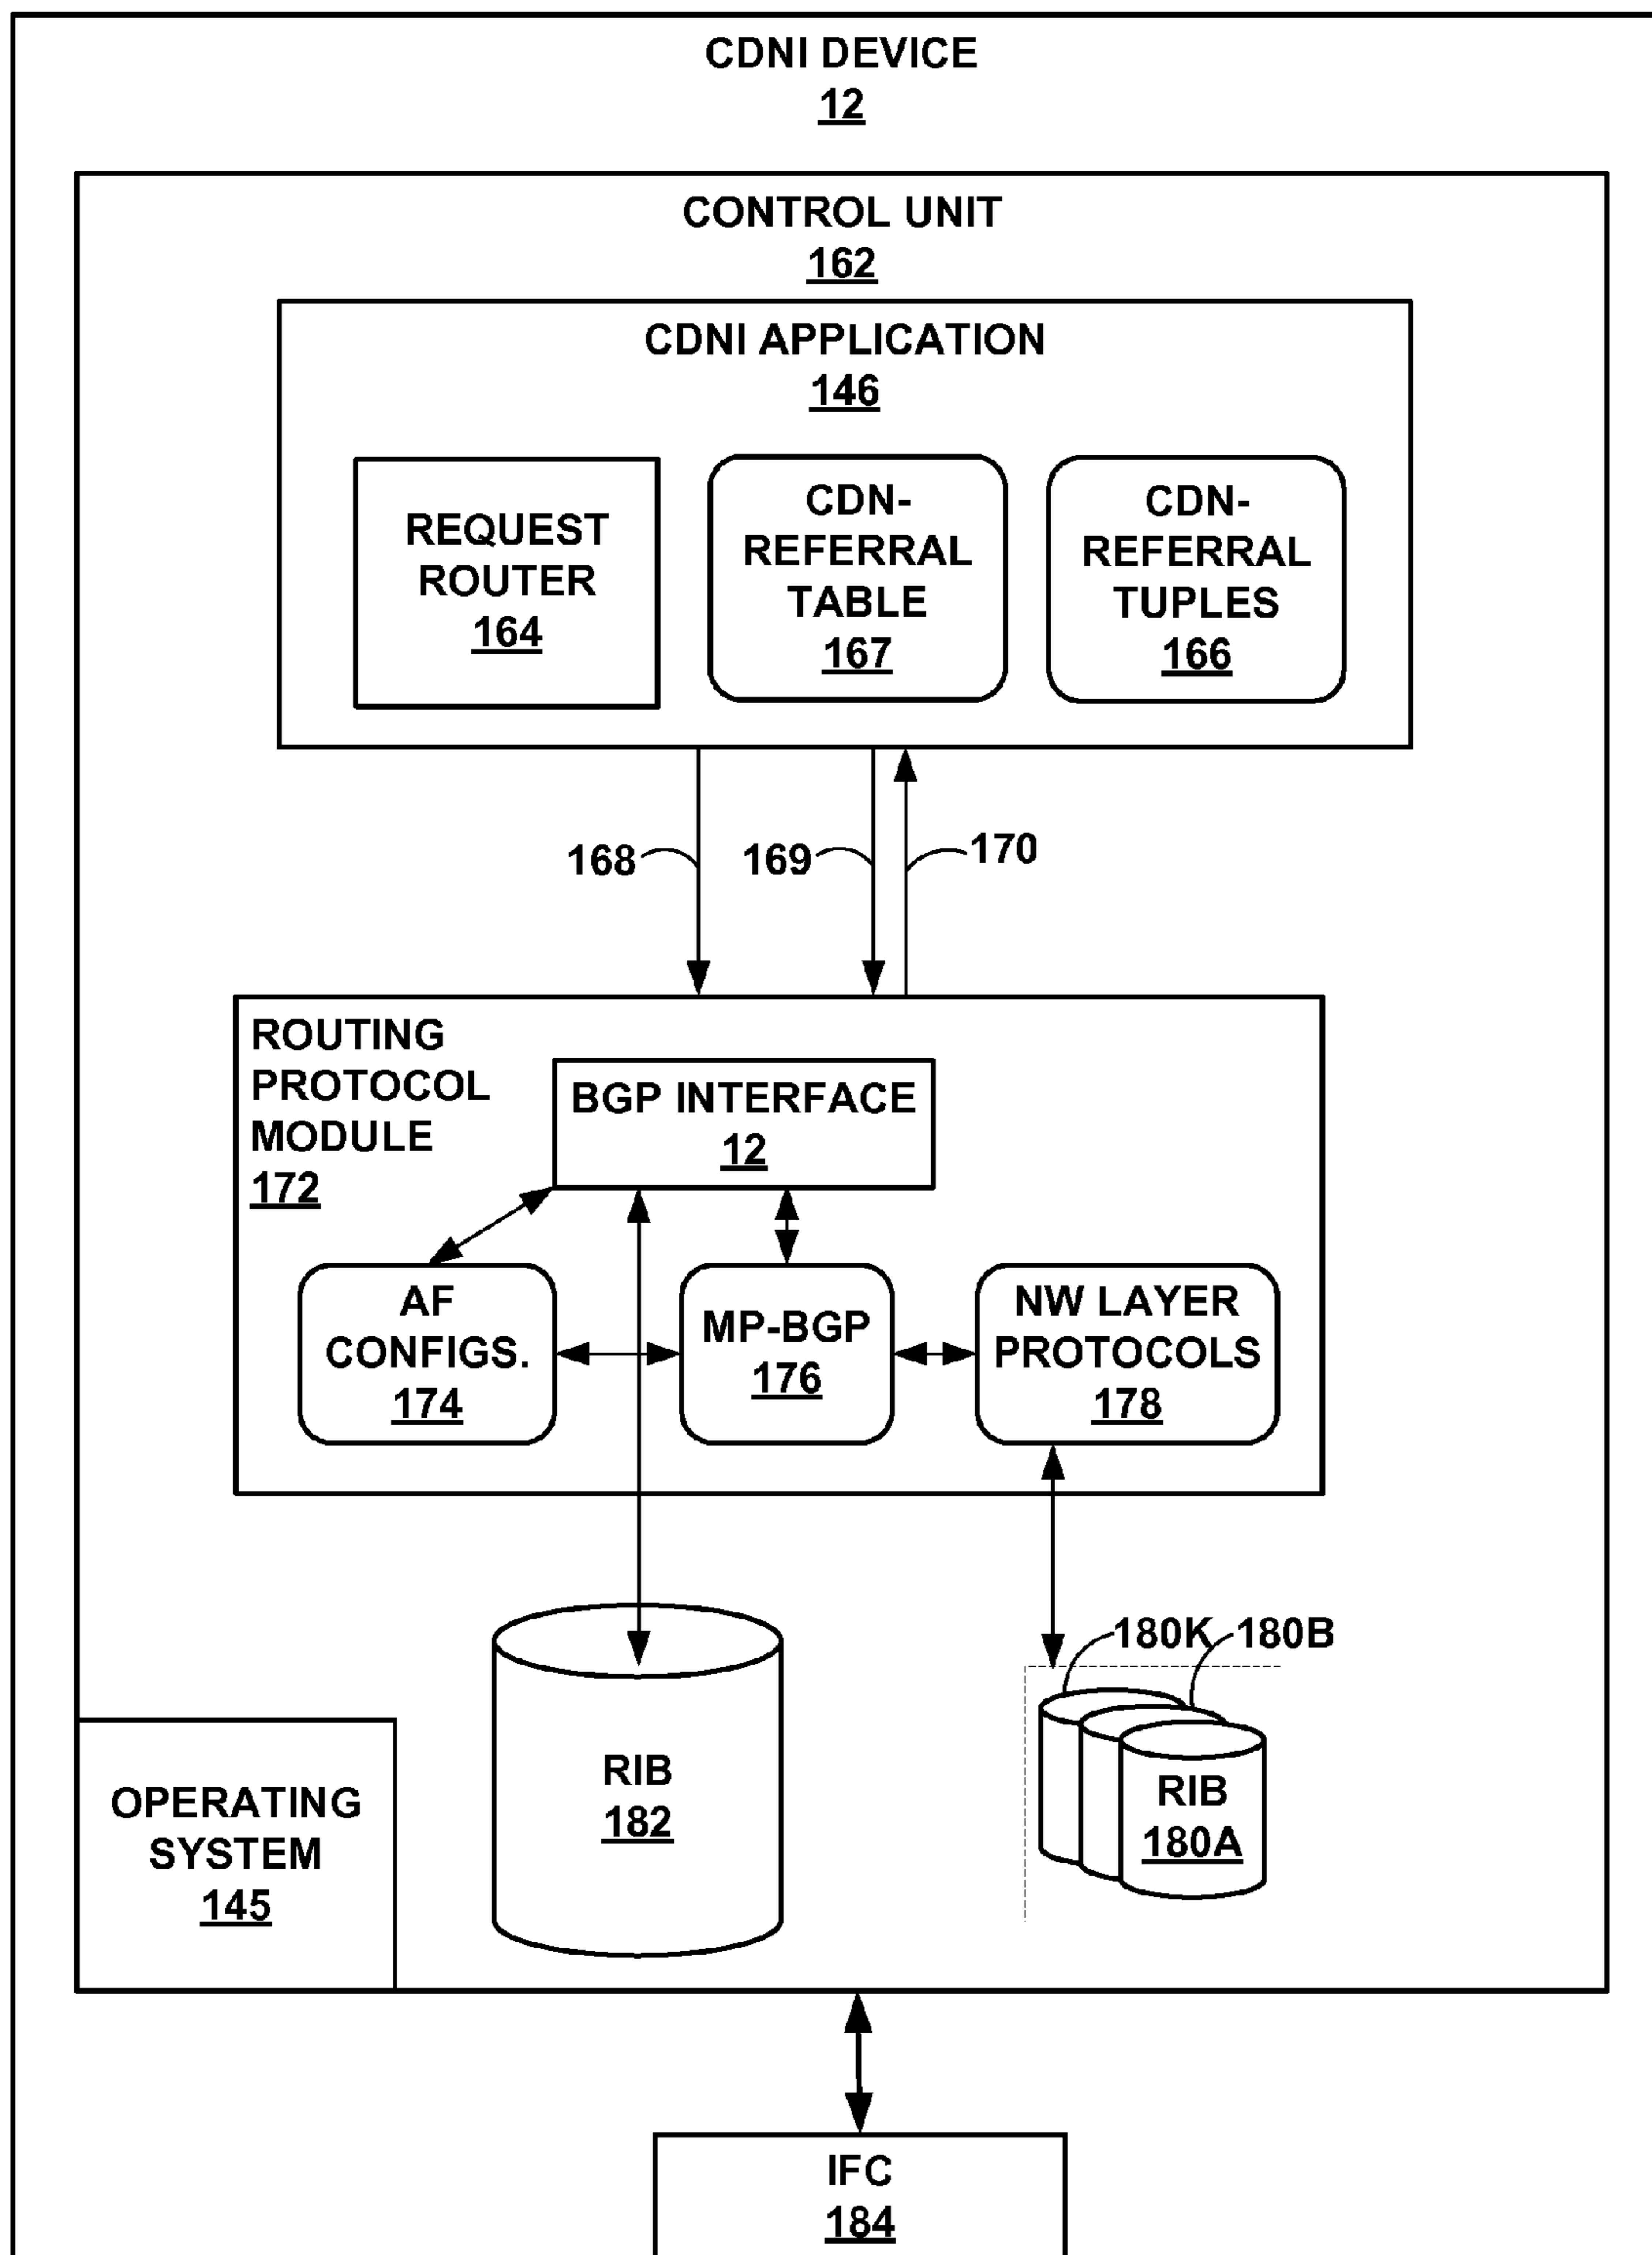 CDNI DEVICE
12
CONTROL UNIT
162
CDNI APPLICATION
146
REQUEST
ROUTER
164
CDN-
REFERRAL
TABLE
167
CDN-
REFERRAL
TUPLES
166
168
169
170
ROUTING
PROTOCOL
MODULE
172
BGP INTERFACE
12
AF
CONFIGS.
174
MP-BGP
176
NW LAYER
PROTOCOLS
178
180K
180B
RIB
182
RIB
180A
OPERATING
SYSTEM
145
IFC
184